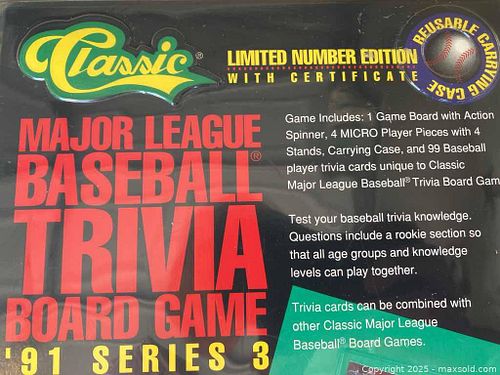 Classic®
LIMITED NUMBER EDITION
WITH CERTIFICATE
REUSABLE CARRYING CASE
MAJOR LEAGUE
BASEBALL®
TRIVIA
BOARD GAME
'91 SERIES 3
Game Includes: 1 Game Board with Action
Spinner, 4 MICRO Player Pieces with 4
Stands, Carrying Case, and 99 Baseball
player trivia cards unique to Classic
Major League Baseball® Trivia Board Gam
Test your baseball trivia knowledge.
Questions include a rookie section so
that all age groups and knowledge
levels can play together.
Trivia cards can be combined with
other Classic Major League
Baseball® Board Games.
Copyright 2025 - maxsold.com